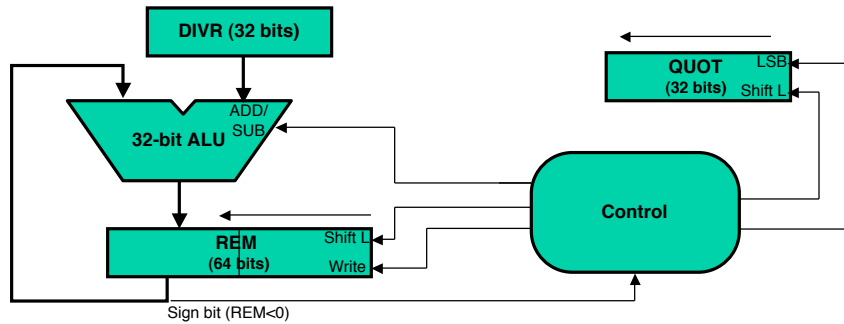 DIVR (32 bits)
QUOT
(32 bits)
LSB
Shift L
ADD/
SUB
32-bit ALU
Control
REM
(64 bits)
Shift L
Write
Sign bit (REM<0)